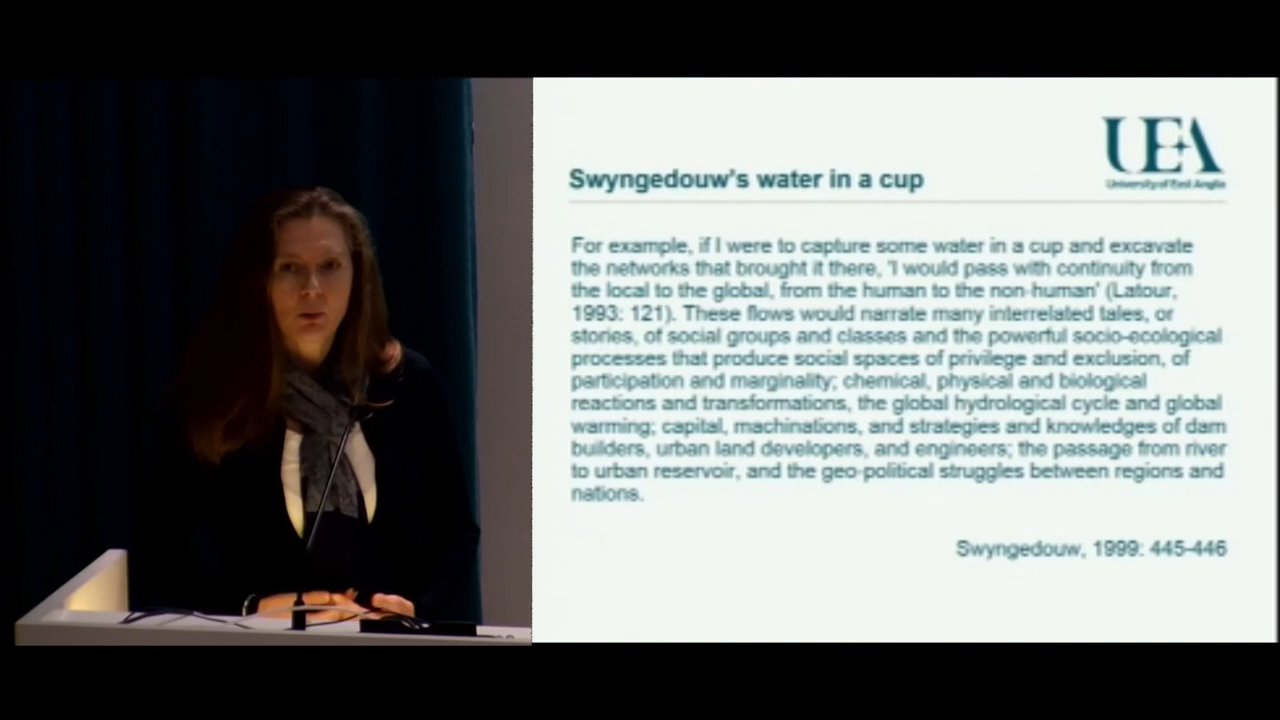 UEA
University of East Anglia
Swyngedouw's water in a cup
For example, if I were to capture some water in a cup and excavate
the networks that brought it there, 'I would pass with continuity from
the local to the global, from the human to the non-human' (Latour,
1993: 121). These flows would narrate many interrelated tales, or
stories, of social groups and classes and the powerful socio-ecological
processes that produce social spaces of privilege and exclusion, of
participation and marginality; chemical, physical and biological
reactions and transformations, the global hydrological cycle and global
warming; capital, machinations, and strategies and knowledges of dam
builders, urban land developers, and engineers; the passage from river
to urban reservoir, and the geo-political struggles between regions and
nations.
Swyngedouw, 1999: 445-446